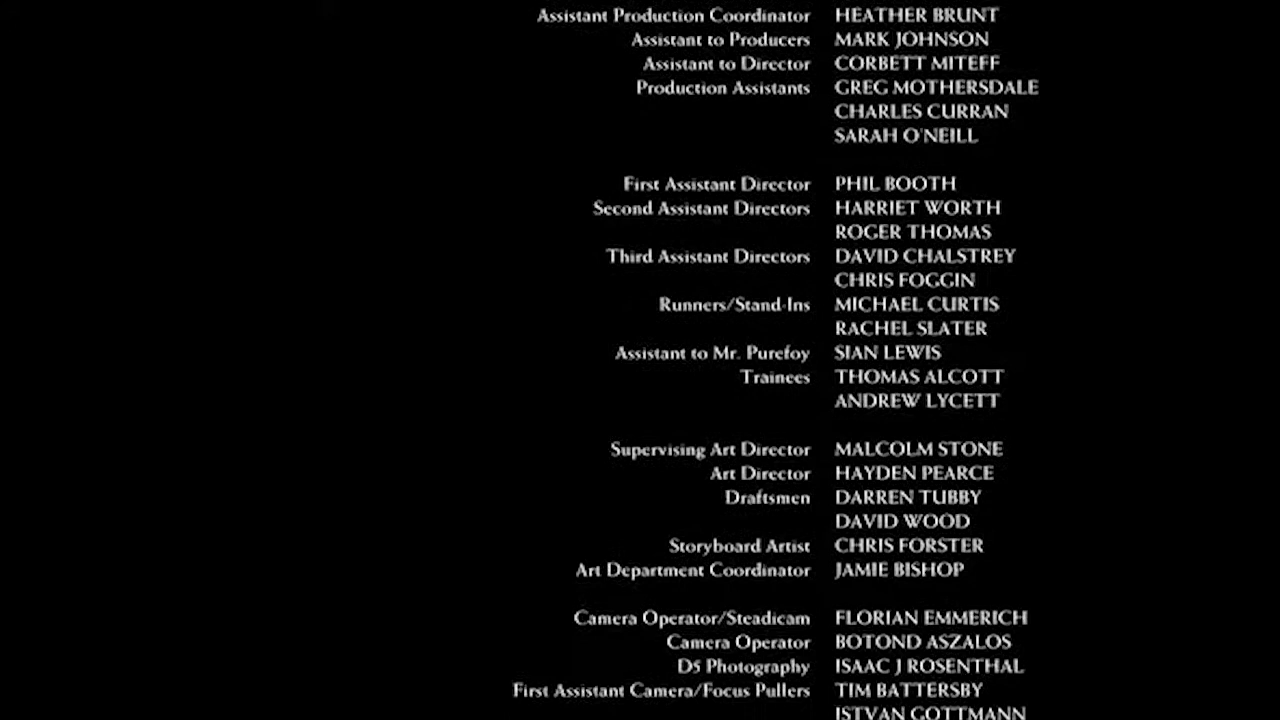 Assistant Production Coordinator HEATHER BRUNT
Assistant to Producers MARK JOHNSON
Assistant to Director CORBETT MITEFF
Production Assistants GREG MOTHERSDALE
CHARLES CURRAN
SARAH O'NEILL
First Assistant Director PHIL BOOTH
Second Assistant Directors HARRIET WORTH
ROGER THOMAS
Third Assistant Directors DAVID CHALSTREY
CHRIS FOGGIN
Runners/Stand-Ins MICHAEL CURTIS
RACHEL SLATER
Assistant to Mr. Purefoy SIAN LEWIS
Trainees THOMAS ALCOTT
ANDREW LYCETT
Supervising Art Director MALCOLM STONE
Art Director HAYDEN PEARCE
Draftsmen DARREN TUBBY
DAVID WOOD
Storyboard Artist CHRIS FORSTER
Art Department Coordinator JAMIE BISHOP
Camera Operator/Steadicam FLORIAN EMMERICH
Camera Operator BOTOND ASZALOS
D5 Photography ISAAC J ROSENTHAL
First Assistant Camera/Focus Pullers TIM BATTERSBY
ISTVAN GOTTMANN